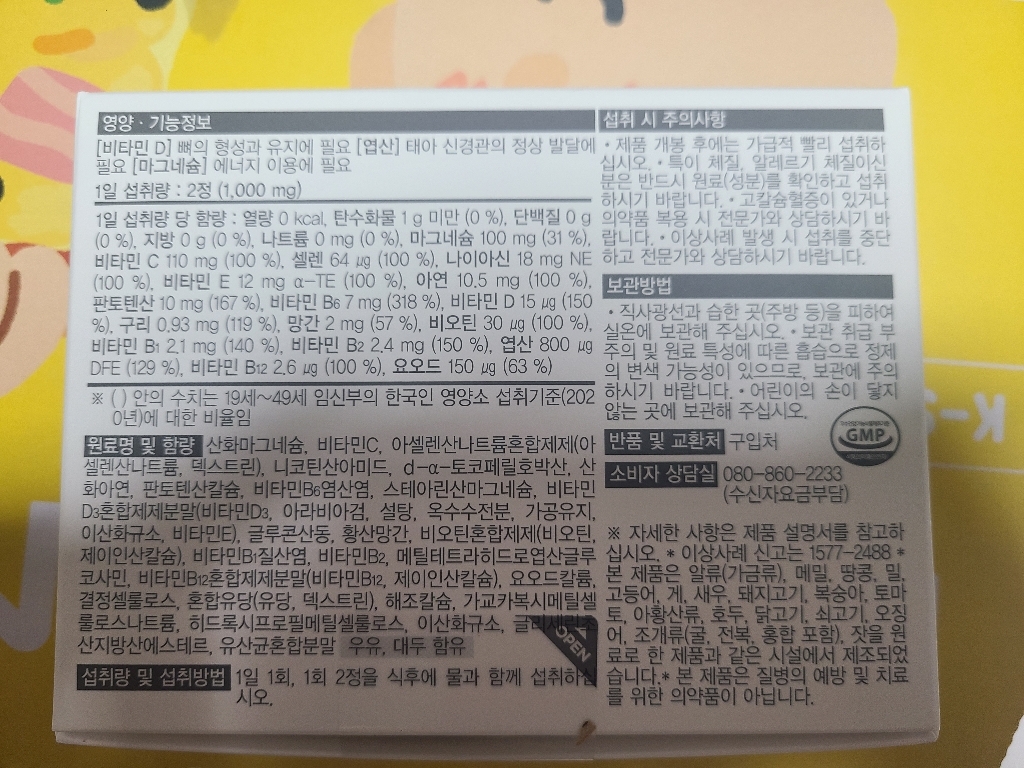 영양 · 기능정보
[비타민 D] 뼈의 형성과 유지에 필요 [엽산] 태아 신경관의 정상 발달에
필요 [마그네슘] 에너지 이용에 필요
1일 섭취량 : 2정 (1,000 mg)
1일 섭취량 당 함량 : 열량 0 kcal, 탄수화물 1 g 미만 (0 %), 단백질 0 g
(0 %), 지방 0 g (0 %), 나트륨 0 mg (0 %), 마그네슘 100 mg (31 %),
비타민 C 110 mg (100 %), 셀렌 64 ㎍ (100 %), 나이아신 18 mg NE
(100 %), 비타민 E 12 mg α-TE (100 %), 아연 10.5 mg (100 %),
판토텐산 10 mg (167 %), 비타민 B6 7 mg (318 %), 비타민 D 15 ㎍ (150
%), 구리 0.93 mg (119 %), 망간 2 mg (57 %), 비오틴 30 ㎍ (100 %),
비타민 B1 2.1 mg (140 %), 비타민 B2 2.4 mg (150 %), 엽산 800 ㎍
DFE (129 %), 비타민 B12 2.6 ㎍ (100 %), 요오드 150 ㎍ (63 %)
※ ( ) 안의 수치는 19세~49세 임신부의 한국인 영양소 섭취기준(202
0년)에 대한 비율임
원료명 및 함량 산화마그네슘, 비타민C, 아셀렌산나트륨혼합제제(아
셀렌산나트륨, 덱스트린), 니코틴산아미드, d-α-토코페릴호박산, 산
화아연, 판토텐산칼슘, 비타민B6염산염, 스테아린산마그네슘, 비타민
D3혼합제제분말(비타민D3, 아라비아검, 설탕, 옥수수전분, 가공유지,
이산화규소, 비타민E), 글루콘산동, 황산망간, 비오틴혼합제제(비오틴,
제이인산칼슘), 비타민B1질산염, 비타민B2, 메틸테트라히드로엽산글루
코사민, 비타민B12혼합제제분말(비타민B12, 제이인산칼슘), 요오드칼륨,
결정셀룰로스, 혼합유당(유당, 덱스트린), 해조칼슘, 가교카복시메틸셀
룰로스나트륨, 히드록시프로필메틸셀룰로스, 이산화규소, 글리세린
산지방산에스테르, 유산균혼합분말 우유, 대두 함유
OPEN
섭취량 및 섭취방법 1일 1회, 1회 2정을 식후에 물과 함께 섭취하십
시오.
섭취 시 주의사항
• 제품 개봉 후에는 가급적 빨리 섭취하
십시오. • 특이 체질, 알레르기 체질이신
분은 반드시 원료(성분)를 확인하고 섭취
하시기 바랍니다. • 고칼슘혈증이 있거나
의약품 복용 시 전문가와 상담하시기 바
랍니다. • 이상사례 발생 시 섭취를 중단
하고 전문가와 상담하시기 바랍니다.
보관방법
• 직사광선과 습한 곳(주방 등)을 피하여
실온에 보관해 주십시오. • 보관 취급 부
주의 및 원료 특성에 따른 흡습으로 정제
의 변색 가능성이 있으므로, 보관에 주의
하시기 바랍니다. • 어린이의 손이 닿지
않는 곳에 보관해 주십시오.
반품 및 교환처 구입처
GMP
소비자 상담실 080-860-2233
(수신자요금부담)
※ 자세한 사항은 제품 설명서를 참고하
십시오. * 이상사례 신고는 1577-2488 *
본 제품은 알류(가금류), 메밀, 땅콩, 밀,
고등어, 게, 새우, 돼지고기, 복숭아, 토마
토, 아황산류, 호두, 닭고기, 쇠고기, 오징
어, 조개류(굴, 전복, 홍합 포함), 잣을 원
료로 한 제품과 같은 시설에서 제조되었
습니다.* 본 제품은 질병의 예방 및 치료
를 위한 의약품이 아닙니다.